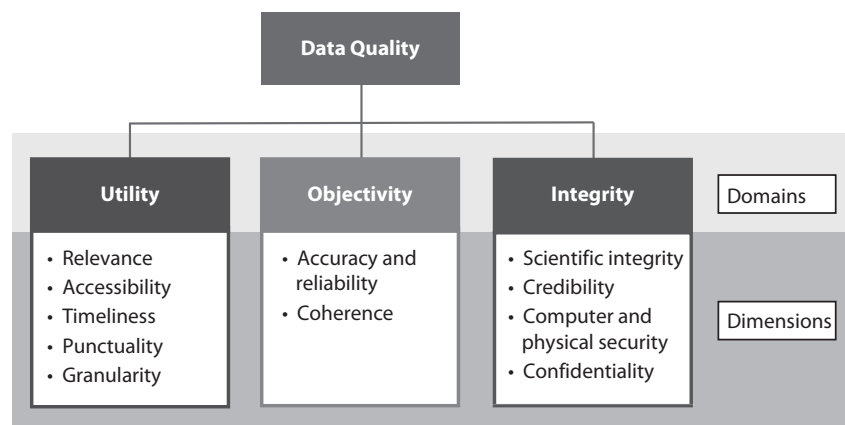 Data Quality
Utility
Objectivity
Integrity
Domains
• Relevance
• Accessibility
• Timeliness
• Punctuality
• Granularity
• Accuracy and
reliability
• Coherence
• Scientific integrity
• Credibility
• Computer and
physical security
• Confidentiality
Dimensions